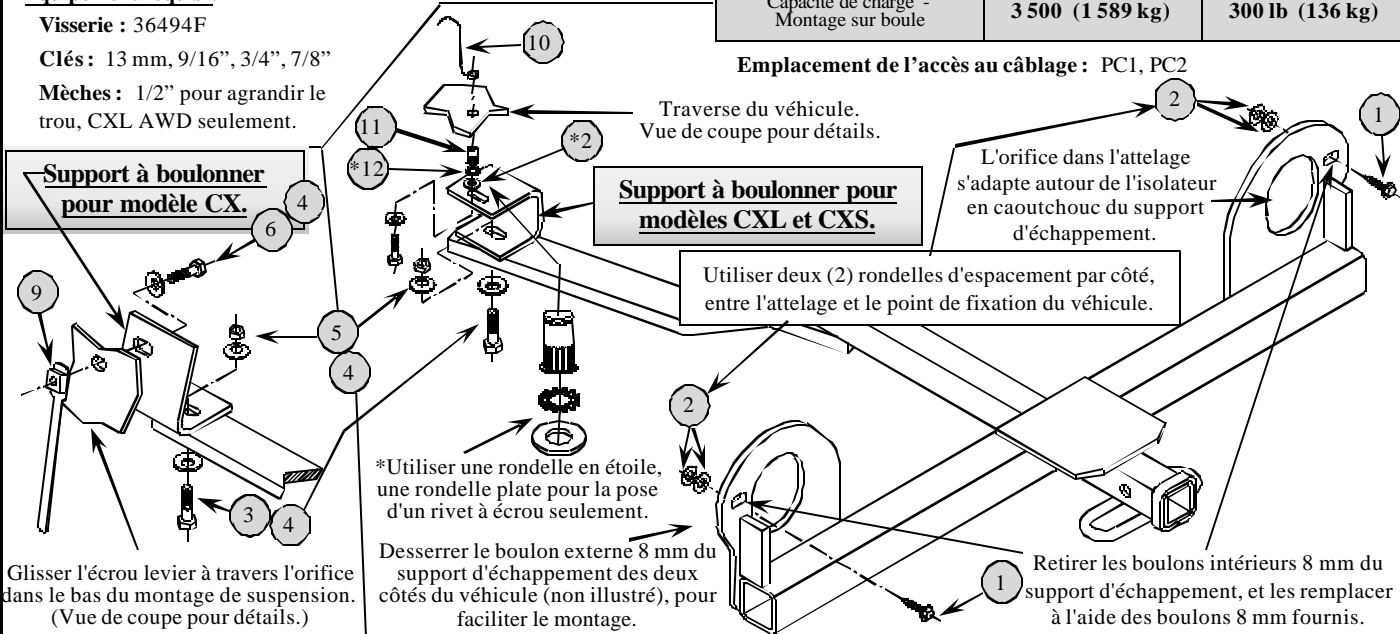 Visserie : 36494F
Clés : 13 mm, 9/16”, 3/4”, 7/8”
Mèches : 1/2” pour agrandir le
trou, CXL AWD seulement.
Capacité de charge -
Montage sur boule
3 500 (1 589 kg)
300 lb (136 kg)
Emplacement de l’accès au câblage : PC1, PC2
10
Traverse du véhicule.
Vue de coupe pour détails.
2
1
11
*2
*12
L'orifice dans l'attelage
s'adapte autour de l'isolateur
en caoutchouc du support
d'échappement.
Support à boulonner
pour modèle CX.
4
6
Support à boulonner pour
modèles CXL et CXS.
Utiliser deux (2) rondelles d'espacement par côté,
entre l'attelage et le point de fixation du véhicule.
9
5
4
2
*Utiliser une rondelle en étoile,
une rondelle plate pour la pose
d'un rivet à écrou seulement.
3
4
Glisser l'écrou levier à travers l'orifice
dans le bas du montage de suspension.
(Vue de coupe pour détails.)
Desserrer le boulon externe 8 mm du
support d'échappement des deux
côtés du véhicule (non illustré), pour
faciliter le montage.
1
Retirer les boulons intérieurs 8 mm du
support d'échappement, et les remplacer
à l'aide des boulons 8 mm fournis.